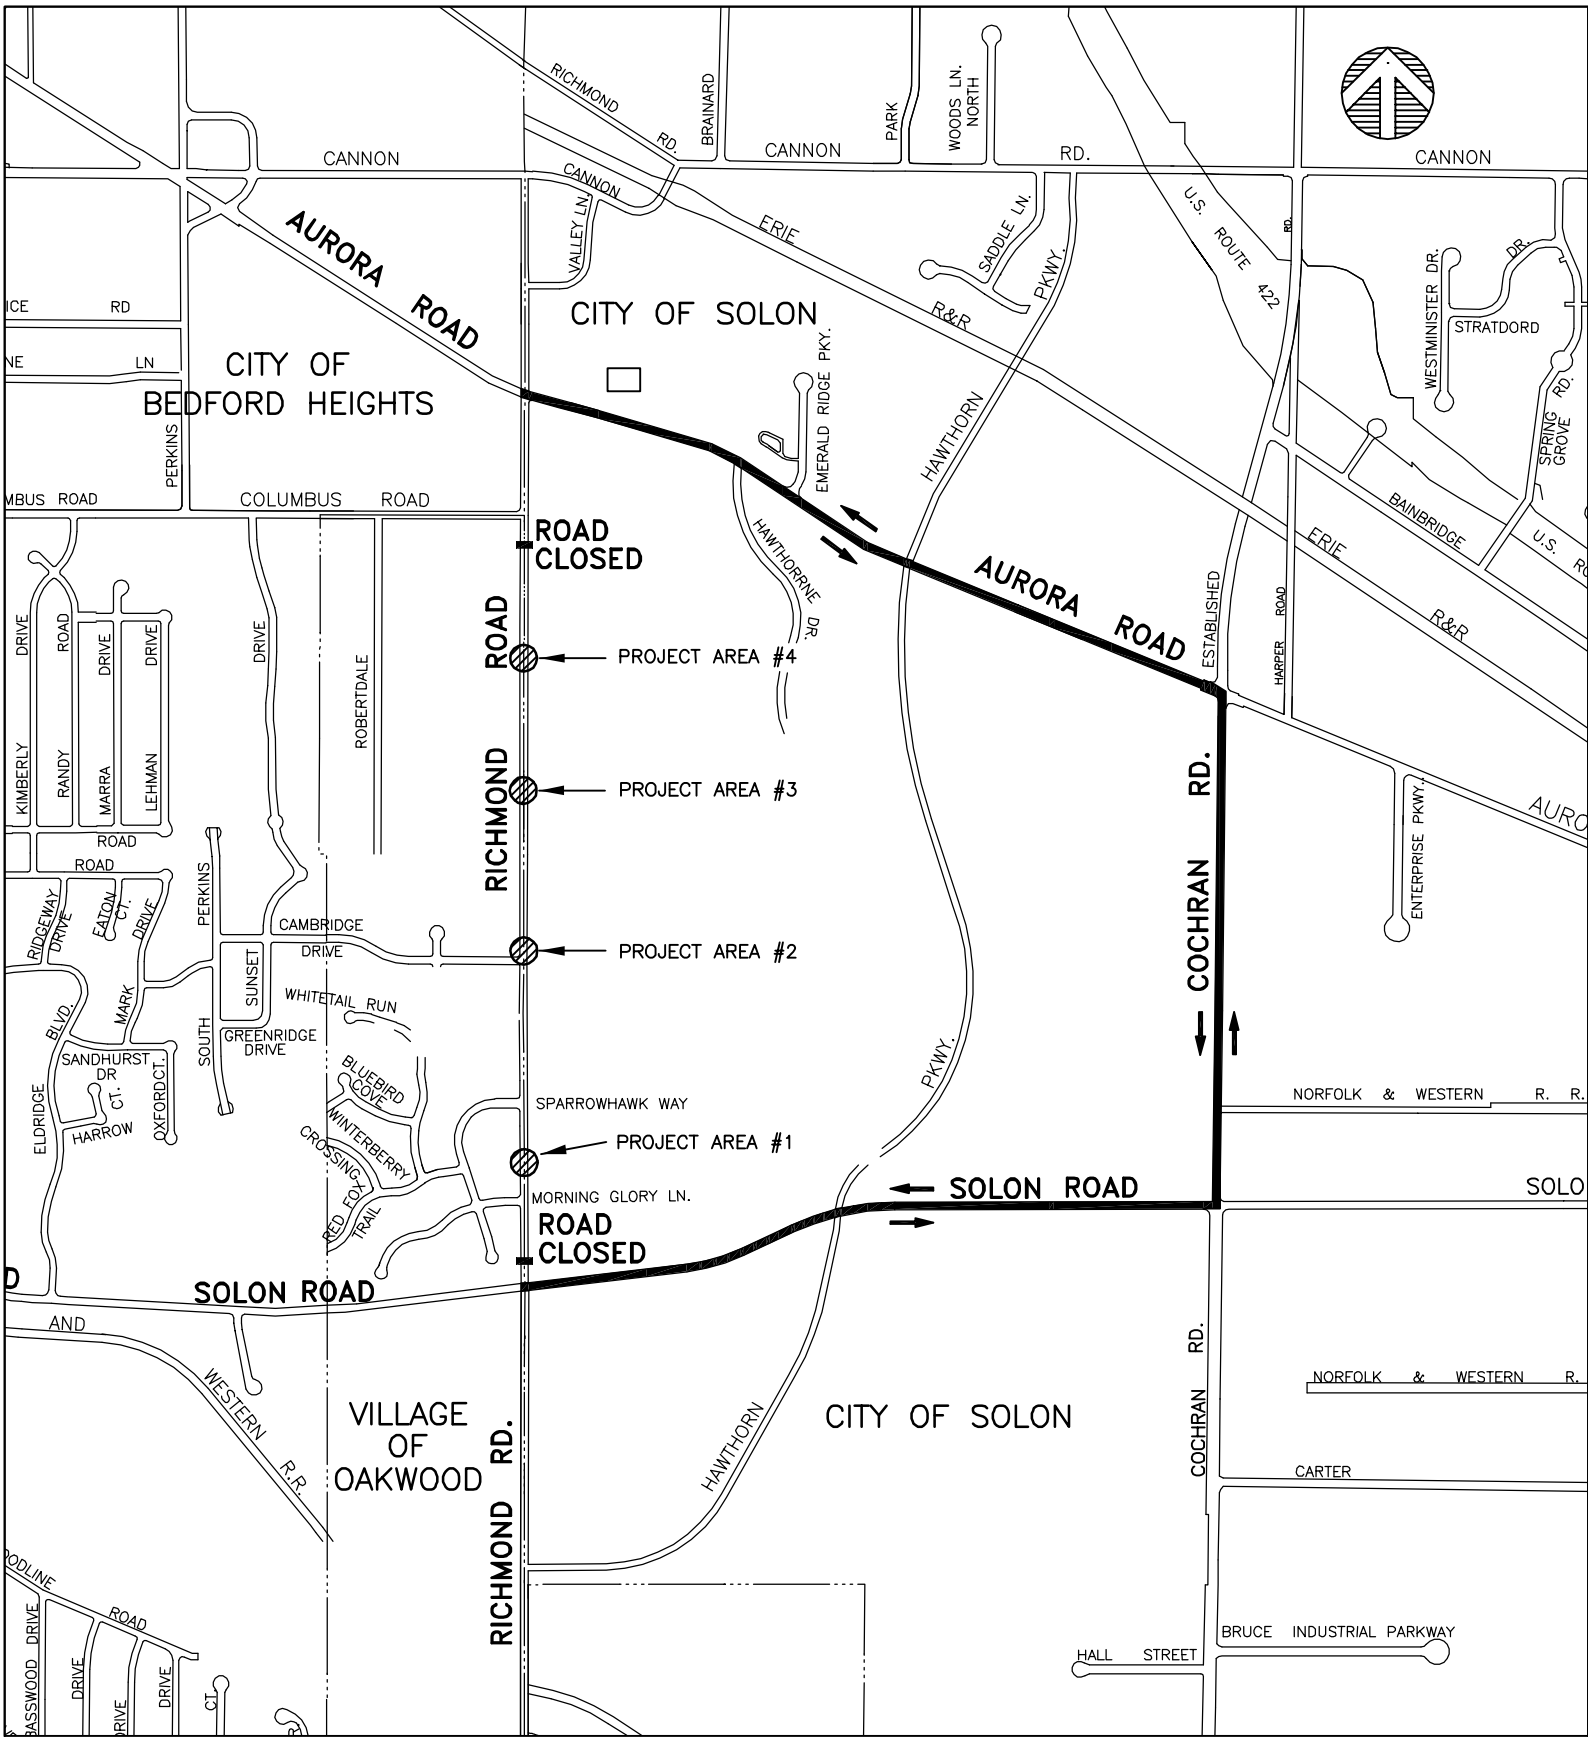 RICHMOND RD.
BRAINARD
PARK
WOODS LN.
NORTH
CANNON
CANNON
RD.
CANNON
CANNON
VALLEY LN.
AURORA ROAD
ERIE
R&R
SADDLE LN.
PKWY.
HAWTHORN
U.S. ROUTE 422
RD.
WESTMINISTER DR.
DR.
STRATDORD
SPRING
GROVE
RD.
ICE RD
NE LN
CITY OF SOLON
CITY OF
BEDFORD HEIGHTS
PERKINS
EMERALD RIDGE PKY.
MBUS ROAD
COLUMBUS ROAD
ROAD
CLOSED
HAWTHORRNE DR.
BAINBRIDGE
U.S. RO
ERIE
R&R
AURORA ROAD
ESTABLISHED
HARPER ROAD
KIMBERLY DRIVE
RANDY ROAD
MARRA DRIVE
LEHMAN DRIVE
DRIVE
ROBERTDALE
RICHMOND ROAD
PROJECT AREA #4
PROJECT AREA #3
COCHRAN RD.
ENTERPRISE PKWY.
AURO
ROAD
ROAD
RIDGEWAY
DRIVE
EATON
CT.
MARK DRIVE
SOUTH PERKINS
CAMBRIDGE
DRIVE
SUNSET
PROJECT AREA #2
WHITETAIL RUN
GREENRIDGE
DRIVE
ELDRIDGE BLVD.
SANDHURST
DR
HARROW CT.
OXFORDCT.
BLUEBIRD
COVE
WINTERBERRY
CROSSING
RED FOX
TRAIL
SPARROWHAWK WAY
PROJECT AREA #1
MORNING GLORY LN.
ROAD
CLOSED
PKWY.
NORFOLK & WESTERN R. R.
SOLON ROAD
SOLO
D
SOLON ROAD
AND
WESTERN R.R.
VILLAGE
OF
OAKWOOD
RICHMOND RD.
HAWTHORN
CITY OF SOLON
COCHRAN RD.
NORFOLK & WESTERN R.
CARTER
BRUCE INDUSTRIAL PARKWAY
HALL STREET
OODLINE ROAD
BASSWOOD DRIVE
DRIVE
DRIVE
DRIVE
CT.